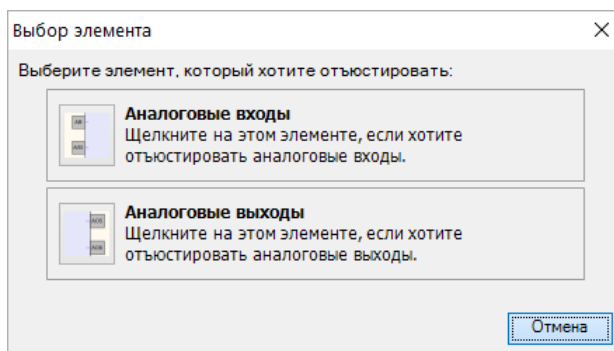 Выбор элемента
Выберите элемент, который хотите отъюстировать:
Аналоговые входы
Щелкните на этом элементе, если хотите
отъюстировать аналоговые входы.
Аналоговые выходы
Щелкните на этом элементе, если хотите
отъюстировать аналоговые выходы.
Отмена